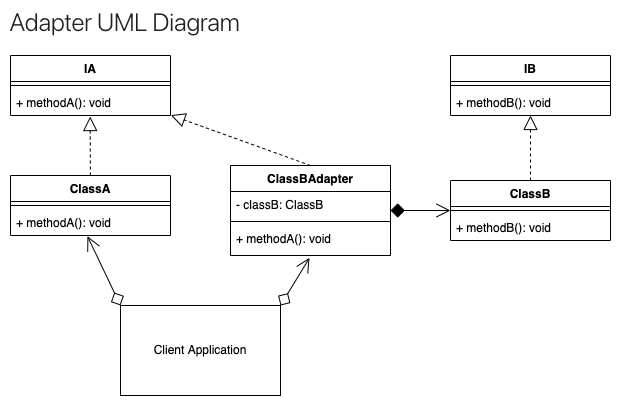 Adapter UML Diagram
IA
+ methodA(): void
IB
+ methodB(): void
ClassA
+ methodA(): void
ClassBAdapter
- classB: ClassB
+ methodA(): void
ClassB
+ methodB(): void
Client Application